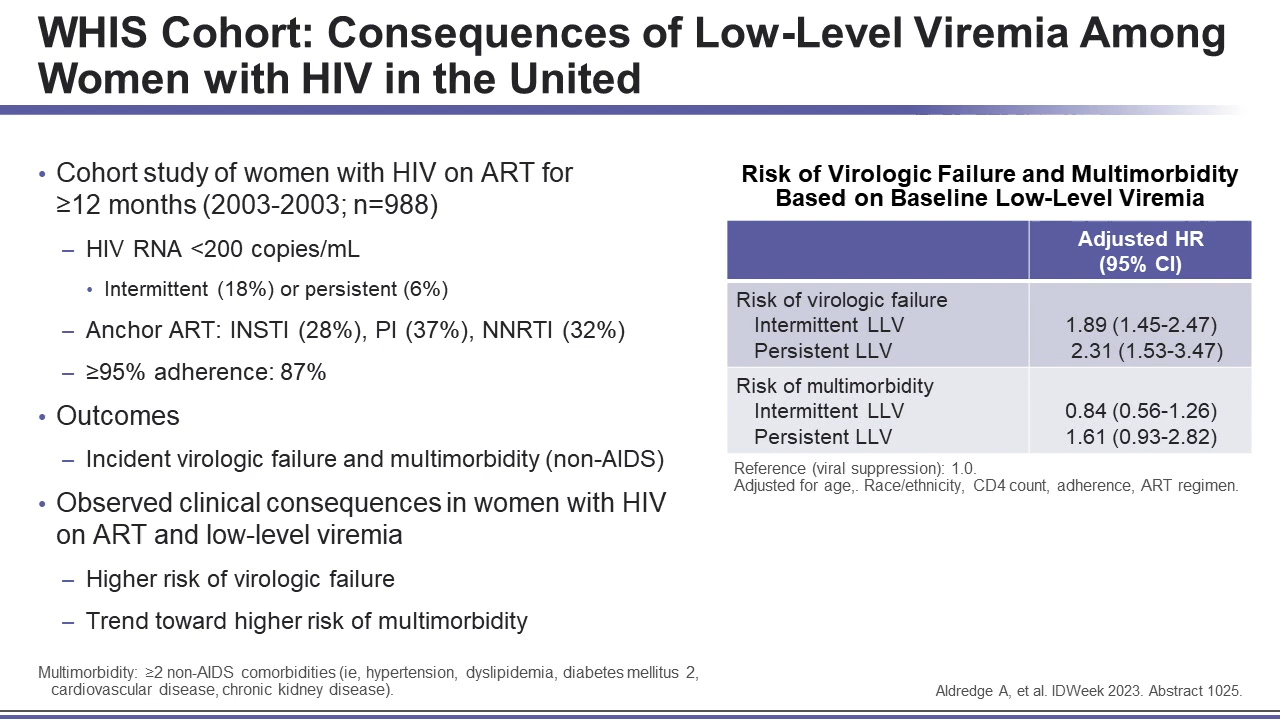 WHIS Cohort: Consequences of Low-Level Viremia Among
Women with HIV in the United
• Cohort study of women with HIV on ART for
≥12 months (2003-2003; n=988)
– HIV RNA <200 copies/mL
• Intermittent (18%) or persistent (6%)
– Anchor ART: INSTI (28%), PI (37%), NNRTI (32%)
– ≥95% adherence: 87%
• Outcomes
– Incident virologic failure and multimorbidity (non-AIDS)
• Observed clinical consequences in women with HIV
on ART and low-level viremia
– Higher risk of virologic failure
– Trend toward higher risk of multimorbidity
Risk of Virologic Failure and Multimorbidity
Based on Baseline Low-Level Viremia
Adjusted HR
(95% CI)
Risk of virologic failure
Intermittent LLV 1.89 (1.45-2.47)
Persistent LLV 2.31 (1.53-3.47)
Risk of multimorbidity
Intermittent LLV 0.84 (0.56-1.26)
Persistent LLV 1.61 (0.93-2.82)
Reference (viral suppression): 1.0.
Adjusted for age,. Race/ethnicity, CD4 count, adherence, ART regimen.
Multimorbidity: ≥2 non-AIDS comorbidities (ie, hypertension, dyslipidemia, diabetes mellitus 2,
cardiovascular disease, chronic kidney disease).
Aldredge A, et al. IDWeek 2023. Abstract 1025.